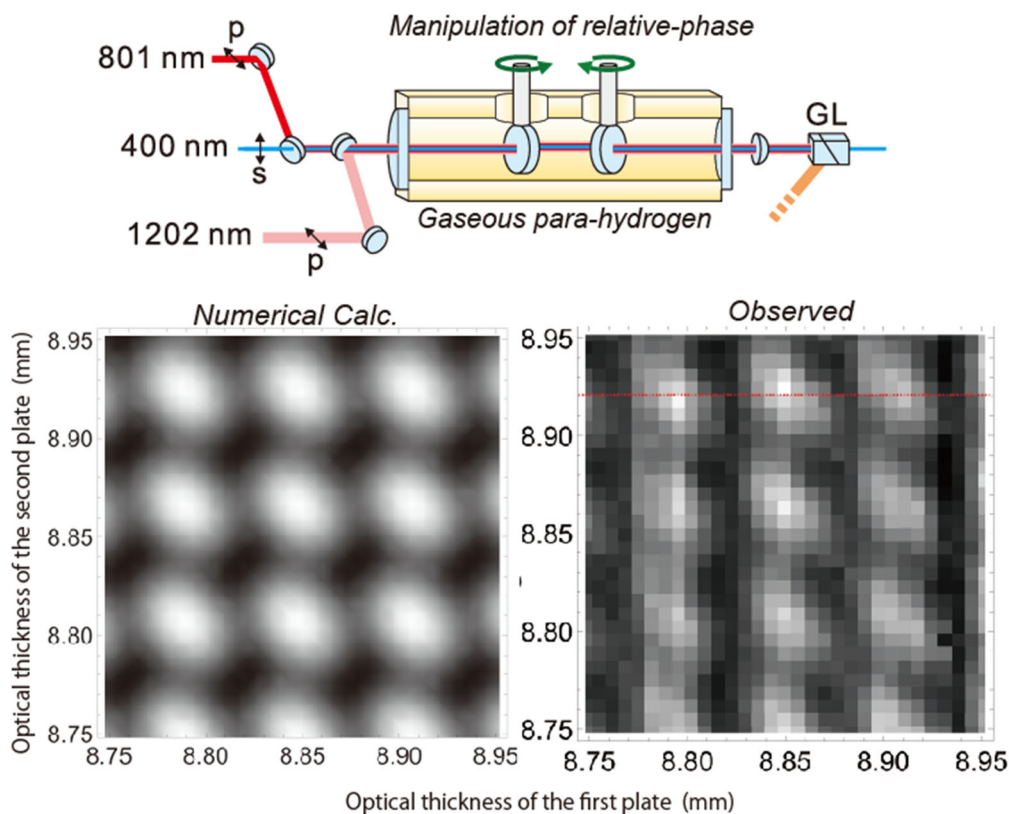 Manipulation of relative-phase
p
801 nm
GL
400 nm
s
Gaseous para-hydrogen
1202 nm
p
Numerical Calc.
Observed
Optical thickness of the second plate (mm)
8.95
8.90
8.85
8.80
8.75
8.75 8.80 8.85 8.90 8.95
8.95
8.90
8.85
8.80
8.75
8.75 8.80 8.85 8.90 8.95
Optical thickness of the first plate (mm)